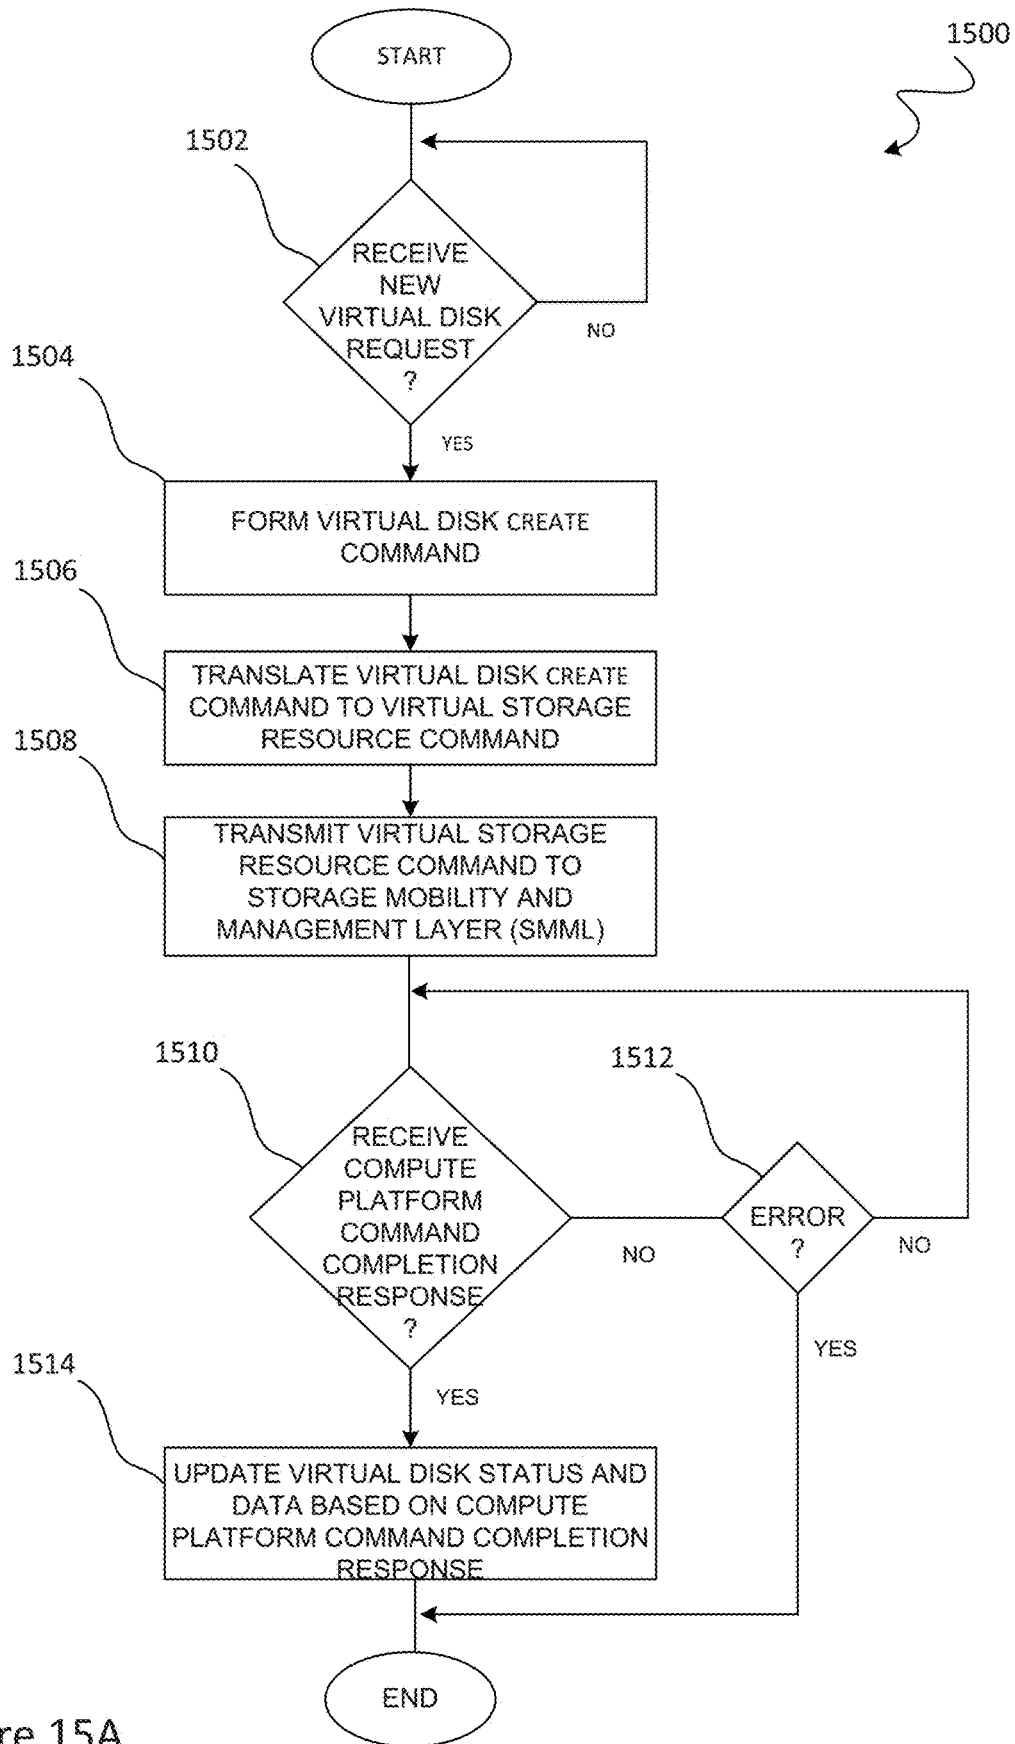 START
1500
1502
RECEIVE
NEW
VIRTUAL DISK
REQUEST
?
NO
1504
YES
FORM VIRTUAL DISK CREATE
COMMAND
1506
TRANSLATE VIRTUAL DISK CREATE
COMMAND TO VIRTUAL STORAGE
RESOURCE COMMAND
1508
TRANSMIT VIRTUAL STORAGE
RESOURCE COMMAND TO
STORAGE MOBILITY AND
MANAGEMENT LAYER (SMML)
1510
RECEIVE
COMPUTE
PLATFORM
COMMAND
COMPLETION
RESPONSE
?
NO
1512
ERROR
?
NO
YES
1514
YES
UPDATE VIRTUAL DISK STATUS AND
DATA BASED ON COMPUTE
PLATFORM COMMAND COMPLETION
RESPONSE
END
re 15A